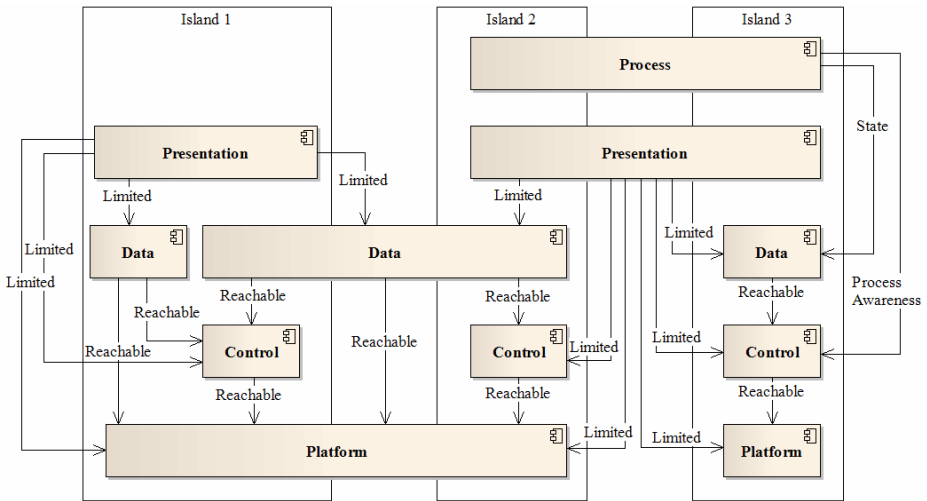 Island 1
Island 2
Island 3
Process
State
Presentation
Presentation
Limited
Limited
Limited
Limited
Data
Data
Data
Limited
Limited
Process
Awareness
Reachable
Reachable
Reachable
Reachable
Reachable
Reachable
Control
Control
Control
Limited
Limited
Reachable
Reachable
Reachable
Limited
Limited
Platform
Platform